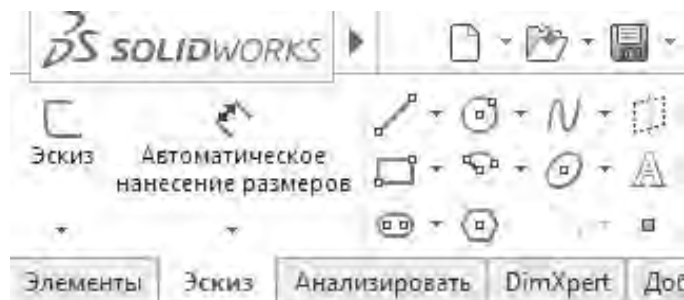 SOLIDWORKS
Эскиз
Автоматическое
нанесение размеров
Элементы
Эскиз
Анализировать
DimXpert